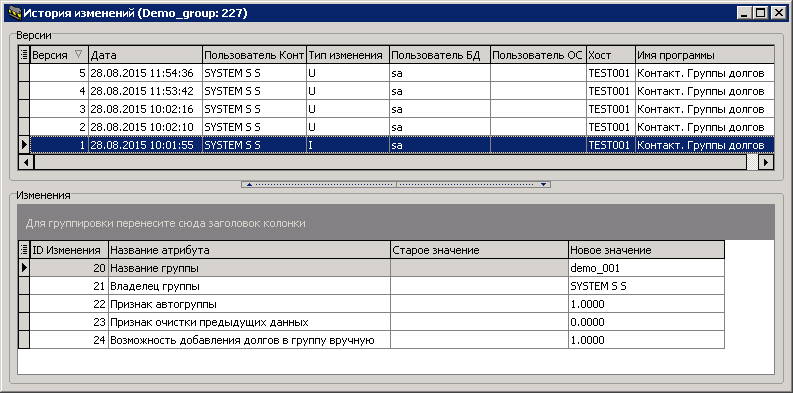 История изменений (Demo_group: 227)
Версии
Версия Дата Пользователь Конт Тип изменения Пользователь БД Пользователь ОС Хост Имя программы
5 28.08.2015 11:54:36 SYSTEM S S U sa TEST001 Контакт. Группы долгов
4 28.08.2015 11:53:42 SYSTEM S S U sa TEST001 Контакт. Группы долгов
3 28.08.2015 10:02:16 SYSTEM S S U sa TEST001 Контакт. Группы долгов
2 28.08.2015 10:02:10 SYSTEM S S U sa TEST001 Контакт. Группы долгов
1 28.08.2015 10:01:55 SYSTEM S S I sa TEST001 Контакт. Группы долгов
Изменения
Для группировки перенесите сюда заголовок колонки
ID Изменения Название атрибута Старое значение Новое значение
20 Название группы demo_001
21 Владелец группы SYSTEM S S
22 Признак автогруппы 1.0000
23 Признак очистки предыдущих данных 0.0000
24 Возможность добавления долгов в группу вручную 1.0000